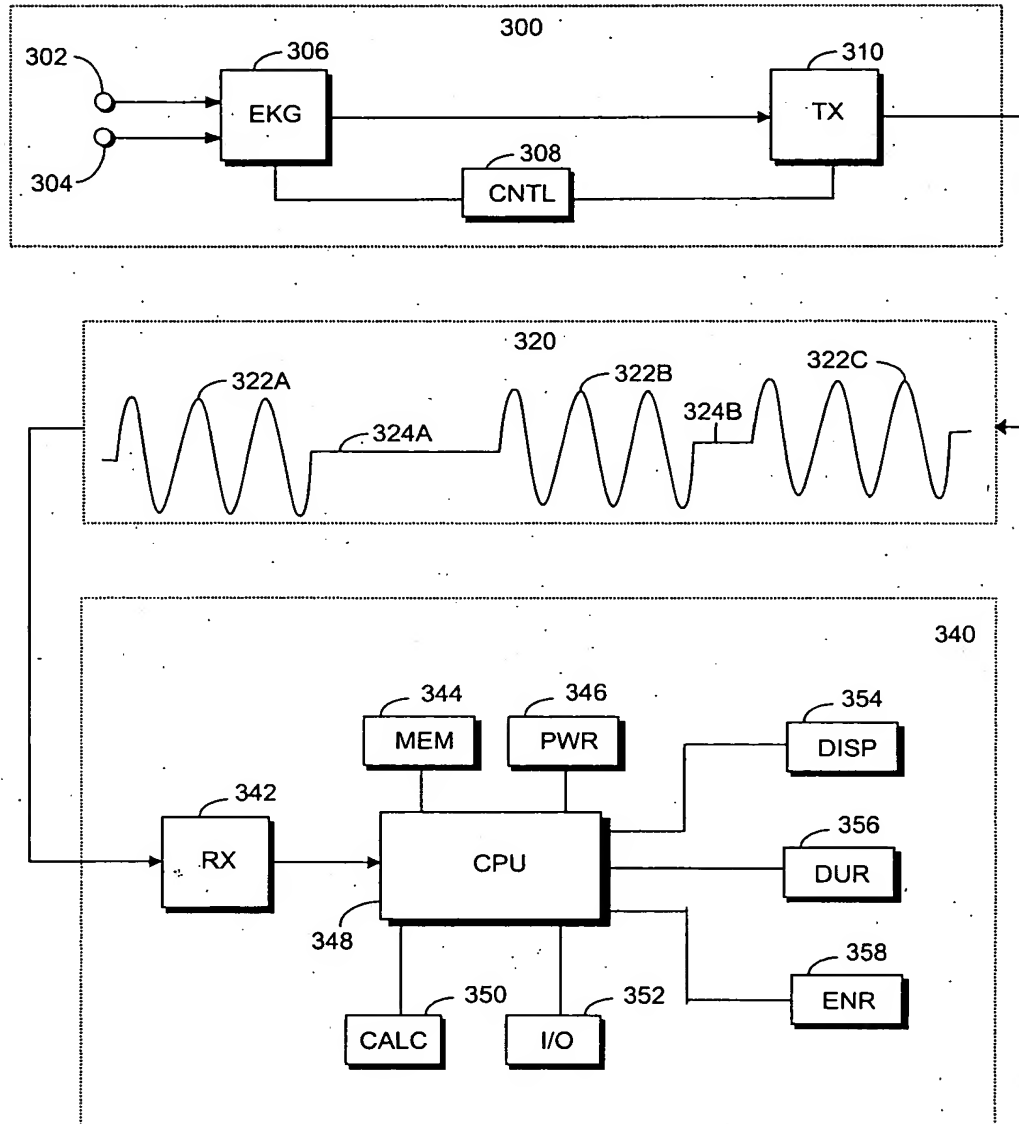 300
302
306
310
EKG
TX
304
308
CNTL
320
322A
322B
322C
324A
324B
340
344
346
354
MEM
PWR
DISP
342
356
RX
CPU
DUR
348
358
350
352
ENR
CALC
I/O